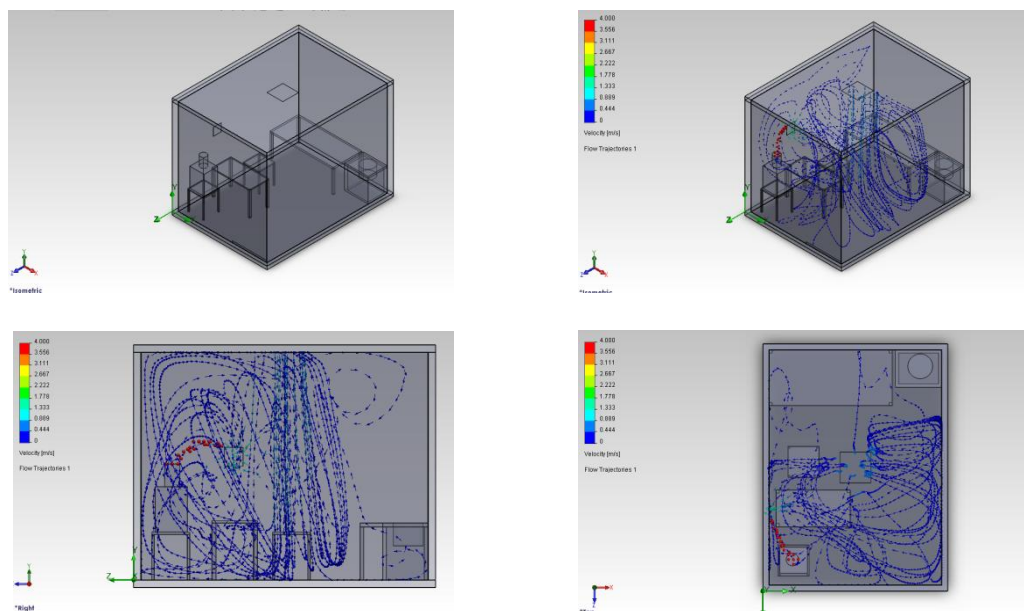 Y
Z
Y
Z
X
*Isometric
4.000
3.556
3.111
2.667
2.222
1.778
1.333
0.889
0.444
0
Velocity [m/s]
Flow Trajectories 1
Y
Z
Y
Z
X
*Isometric
4.000
3.556
3.111
2.667
2.222
1.778
1.333
0.889
0.444
0
Velocity [m/s]
Flow Trajectories 1
Y
Z
Y
*Right
4.000
3.556
3.111
2.667
2.222
1.778
1.333
0.889
0.444
0
Velocity [m/s]
Flow Trajectories 1
X
X
Z